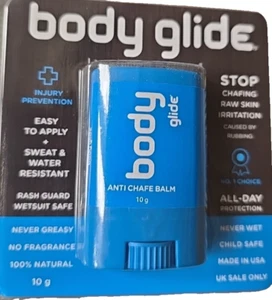 body glide
INJURY
PREVENTION
EASY
TO APPLY
+
SWEAT &
WATER
RESISTANT
RASH GUARD
WETSUIT SAFE
NEVER GREASY
NO FRAGRANCE
100% NATURAL
10 g
body
glide
ANTI CHAFE BALM
10 g
STOP
CHAFING
RAW SKIN
IRRITATION
CAUSED BY
RUBBING
CHOICE
ALL-DAY
PROTECTION
NEVER WET
CHILD SAFE
MADE IN USA
UK SALE ONLY